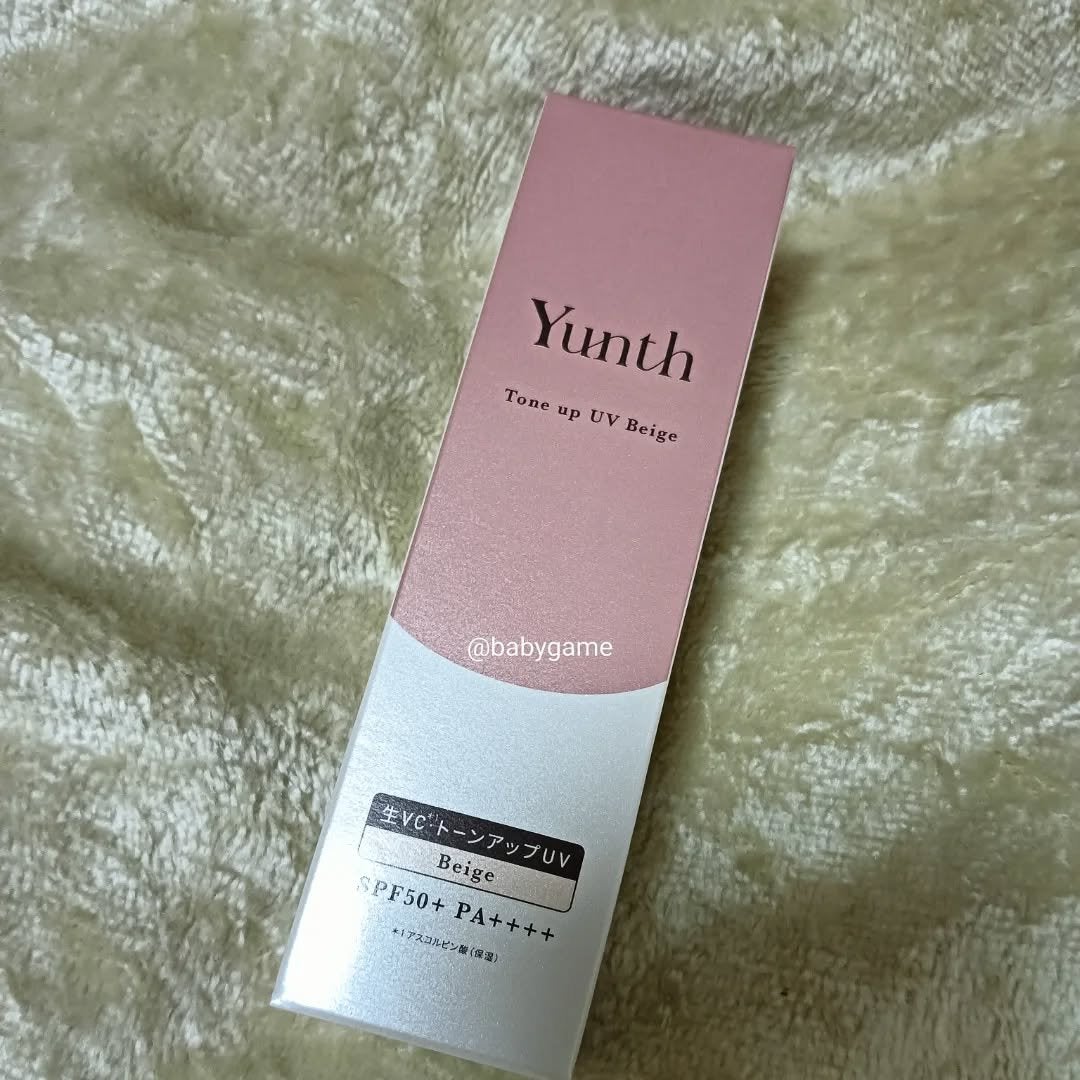 Yunth
Tone up UV Beige
@babygame
生VC*1トーンアップUV
Beige
SPF50+ PA++++
*1 アスコルビン酸(保湿)